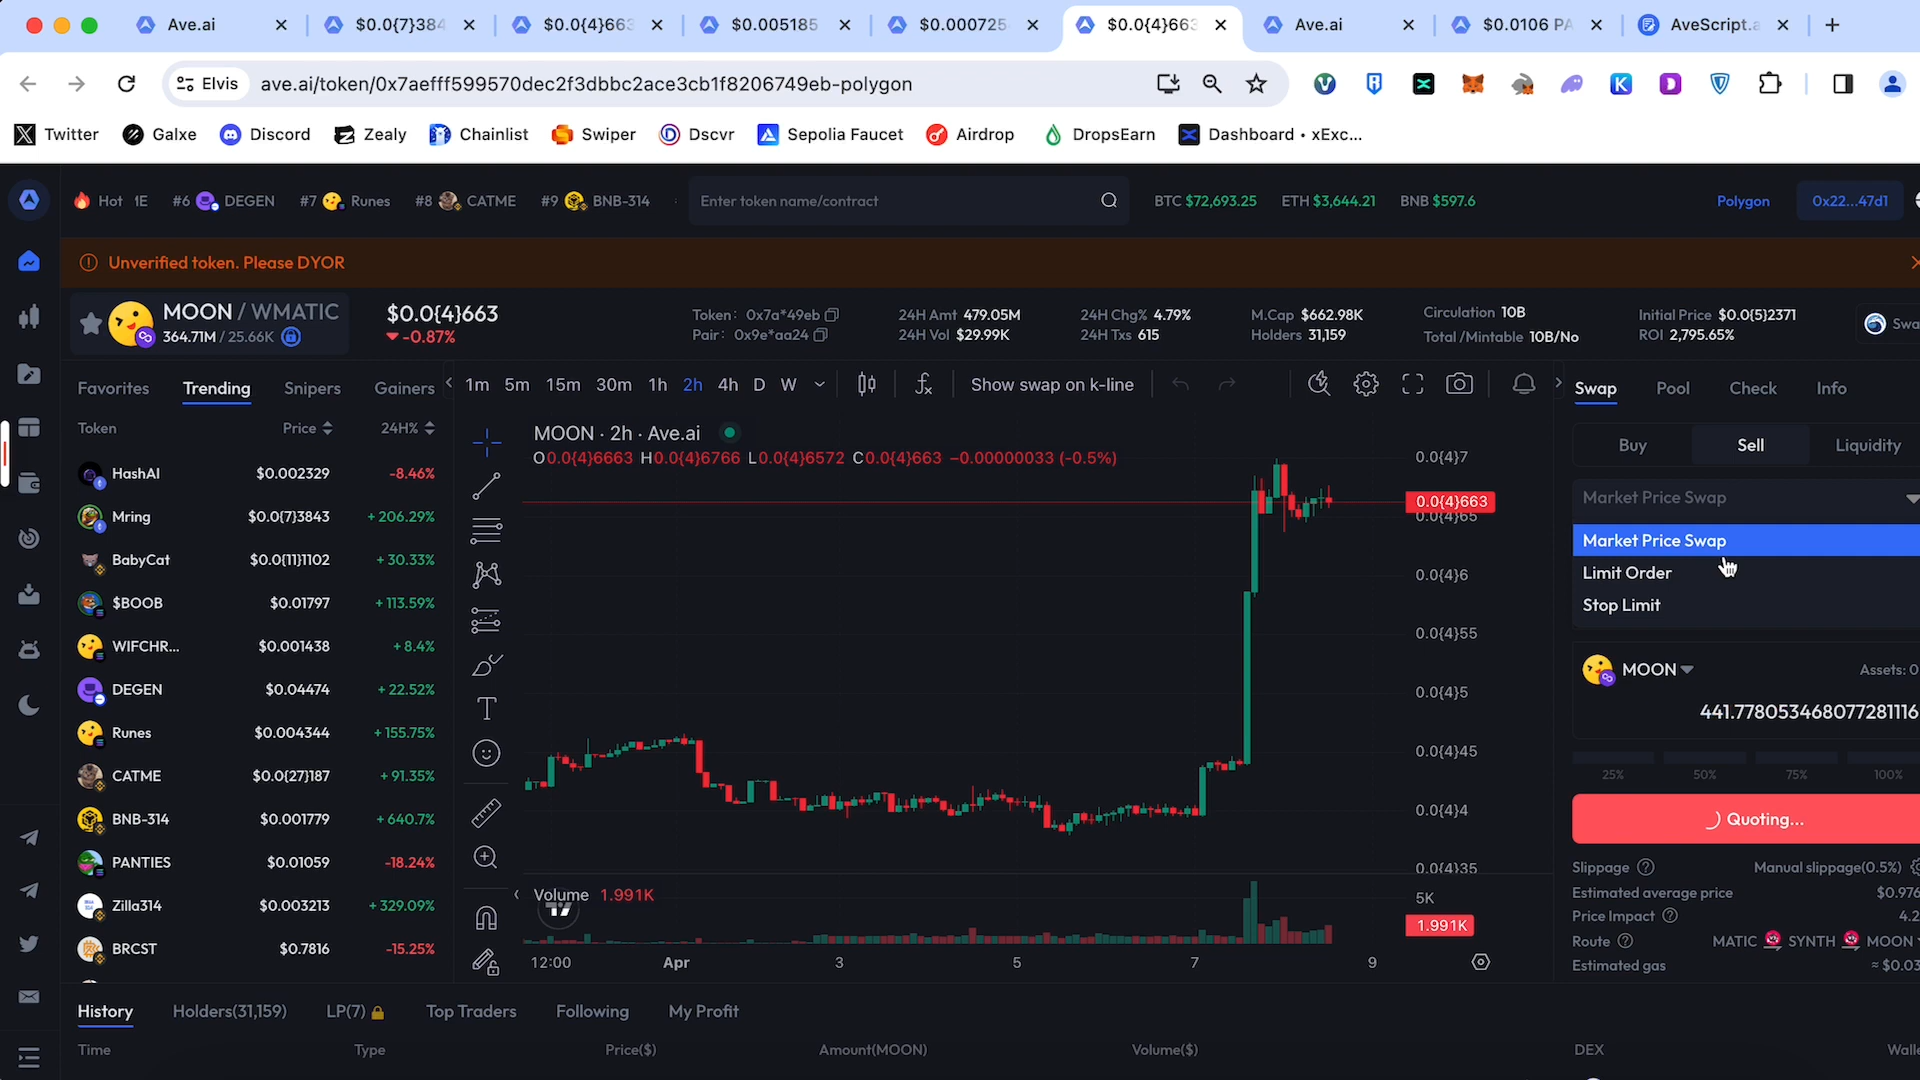 Ave.ai
$0.0{7}384
$0.0{4}663
$0.005185
$0.000725
$0.0{4}663
Ave.ai
$0.0106 PA
AveScript.a
Elvis
ave.ai/token/0x7aefff599570dec2f3dbbc2ace3cb1f8206749eb-polygon
Twitter
Galxe
Discord
Zealy
Chainlist
Swiper
Dscvr
Sepolia Faucet
Airdrop
DropsEarn
Dashboard • xExc...
Hot
#6 DEGEN
#7 Runes
#8 CATME
#9 BNB-314
Enter token name/contract
BTC $72,693.25
ETH $3,644.21
BNB $597.6
Polygon
0x22...47d1
Unverified token. Please DYOR
MOON / WMATIC
364.71M / 25.66K
$0.0{4}663
-0.87%
Token: 0x7a*49eb
Pair: 0x9e*aa24
24H Amt 479.05M
24H Vol $29.99K
24H Chg% 4.79%
24H Txs 615
M.Cap $662.98K
Holders 31,159
Circulation 10B
Total /Mintable 10B/No
Initial Price $0.0{5}2371
ROI 2,795.65%
Swa
Favorites
Trending
Snipers
Gainers
Token
Price
24H%
HashAI $0.002329 -8.46%
Mring $0.0{7}3843 +206.29%
BabyCat $0.0{11}1102 +30.33%
$BOOB $0.01797 +113.59%
WIFCHR... $0.001438 +8.4%
DEGEN $0.04474 +22.52%
Runes $0.004344 +155.75%
CATME $0.0{27}187 +91.35%
BNB-314 $0.001779 +640.7%
PANTIES $0.01059 -18.24%
Zilla314 $0.003213 +329.09%
BRCST $0.7816 -15.25%
1m 5m 15m 30m 1h 2h 4h D W
Show swap on k-line
MOON · 2h · Ave.ai
O0.0{4}6663 H0.0{4}6766 L0.0{4}6572 C0.0{4}663 −0.00000033 (−0.5%)
0.0{4}7
0.0{4}663
0.0{4}65
0.0{4}6
0.0{4}55
0.0{4}5
0.0{4}45
0.0{4}4
0.0{4}35
Volume 1.991K
5K
1.991K
12:00
Apr
3
5
7
9
Swap
Pool
Check
Info
Buy
Sell
Liquidity
Market Price Swap
Market Price Swap
Limit Order
Stop Limit
MOON
Assets: 0
441.778053468077281116
25%
50%
75%
100%
Quoting...
Slippage
Manual slippage(0.5%)
Estimated average price
$0.976
Price Impact
4.2
Route
MATIC SYNTH MOON
Estimated gas
≈ $0.03
History
Holders(31,159)
LP(7)
Top Traders
Following
My Profit
Time
Type
Price($)
Amount(MOON)
Volume($)
DEX
Walle